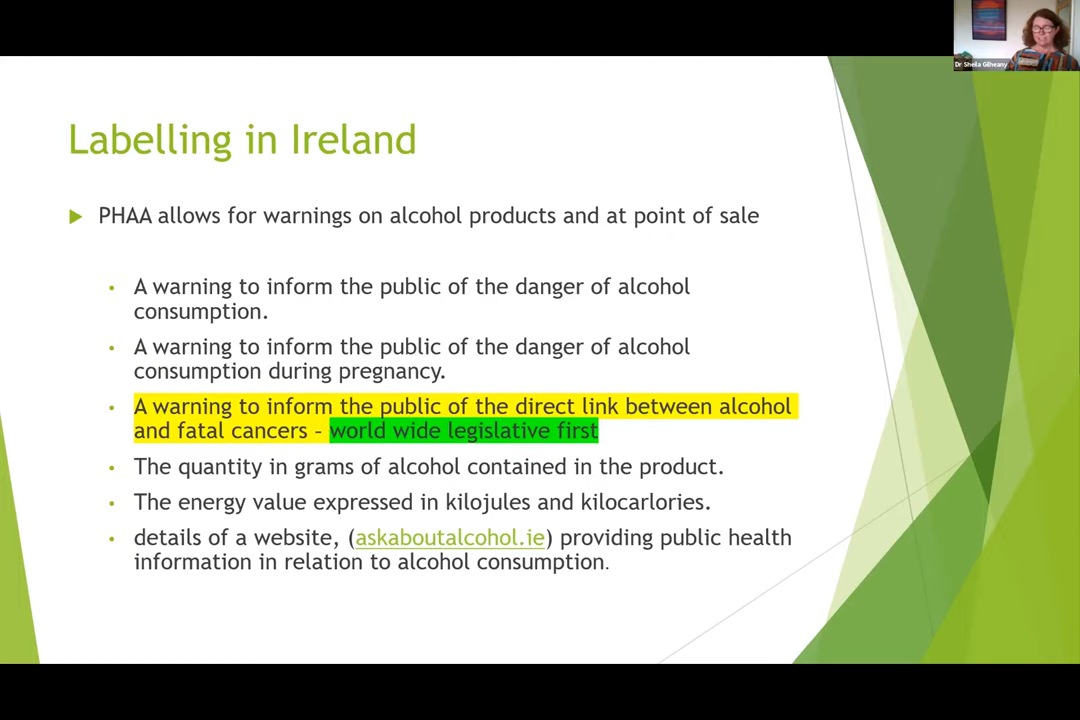 Dr Sheila Gilheany
Labelling in Ireland
PHAA allows for warnings on alcohol products and at point of sale
• A warning to inform the public of the danger of alcohol
consumption.
• A warning to inform the public of the danger of alcohol
consumption during pregnancy.
• A warning to inform the public of the direct link between alcohol
and fatal cancers – world wide legislative first
• The quantity in grams of alcohol contained in the product.
• The energy value expressed in kilojules and kilocarlories.
• details of a website, (askaboutalcohol.ie) providing public health
information in relation to alcohol consumption.